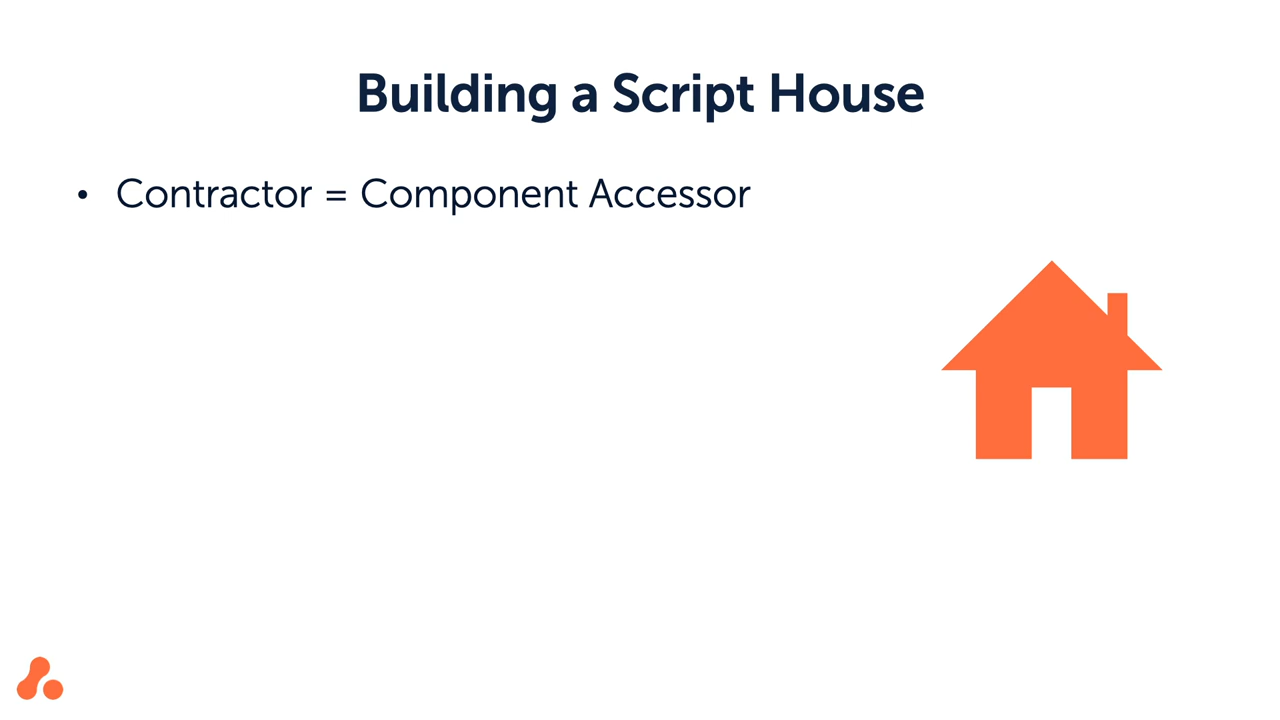 Building a Script House
• Contractor = Component Accessor